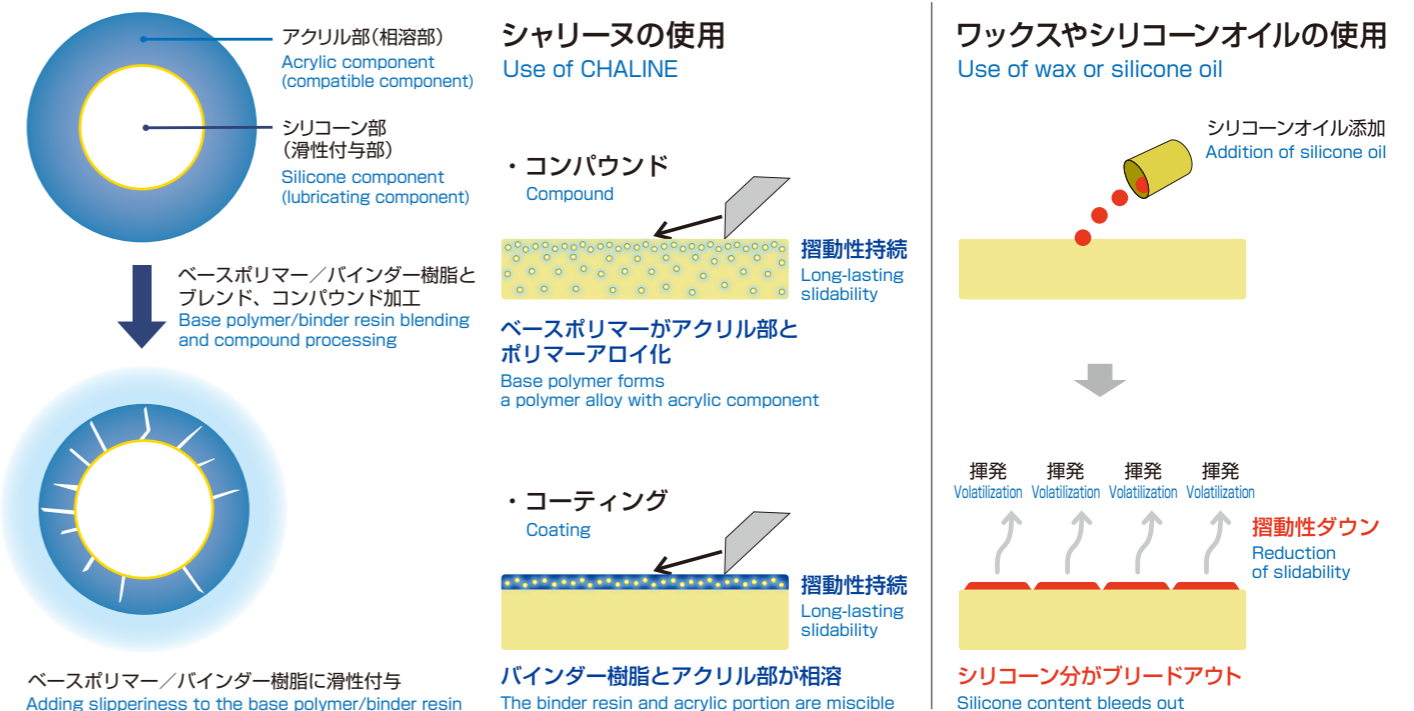 アクリル部（相溶部）
Acrylic component
(compatible component)
シリコーン部
（滑性付与部）
Silicone component
(lubricating component)
ベースポリマー／バインダー樹脂と
ブレンド、コンパウンド加工
Base polymer/binder resin blending
and compound processing
ベースポリマー／バインダー樹脂に滑性付与
Adding slipperiness to the base polymer/binder resin
シャリーヌの使用
Use of CHALINE
・コンパウンド
Compound
摺動性持続
Long-lasting
slidability
ベースポリマーがアクリル部と
ポリマーアロイ化
Base polymer forms
a polymer alloy with acrylic component
・コーティング
Coating
摺動性持続
Long-lasting
slidability
バインダー樹脂とアクリル部が相溶
The binder resin and acrylic portion are miscible
ワックスやシリコーンオイルの使用
Use of wax or silicone oil
シリコーンオイル添加
Addition of silicone oil
揮発 揮発 揮発 揮発
Volatilization Volatilization Volatilization Volatilization
摺動性ダウン
Reduction
of slidability
シリコーン分がブリードアウト
Silicone content bleeds out